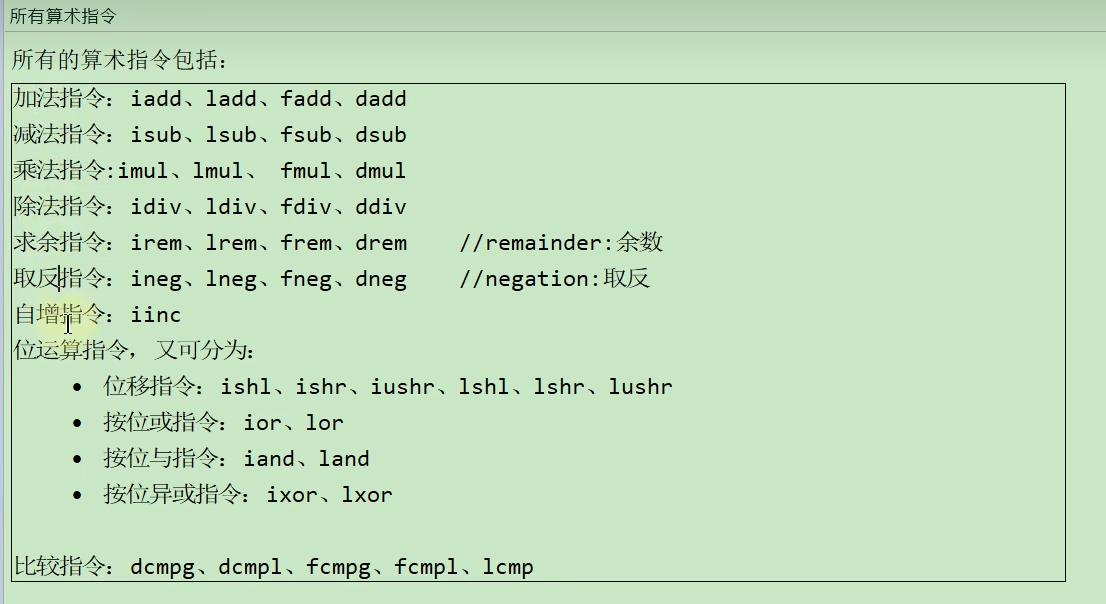 所有算术指令
所有的算术指令包括：
加法指令：iadd、ladd、fadd、dadd
减法指令：isub、lsub、fsub、dsub
乘法指令:imul、lmul、 fmul、dmul
除法指令：idiv、ldiv、fdiv、ddiv
求余指令：irem、lrem、frem、drem    //remainder:余数
取反指令：ineg、lneg、fneg、dneg    //negation:取反
自增指令：iinc
位运算指令，又可分为：
• 位移指令：ishl、ishr、iushr、lshl、lshr、lushr
• 按位或指令：ior、lor
• 按位与指令：iand、land
• 按位异或指令：ixor、lxor
比较指令：dcmpg、dcmpl、fcmpg、fcmpl、lcmp